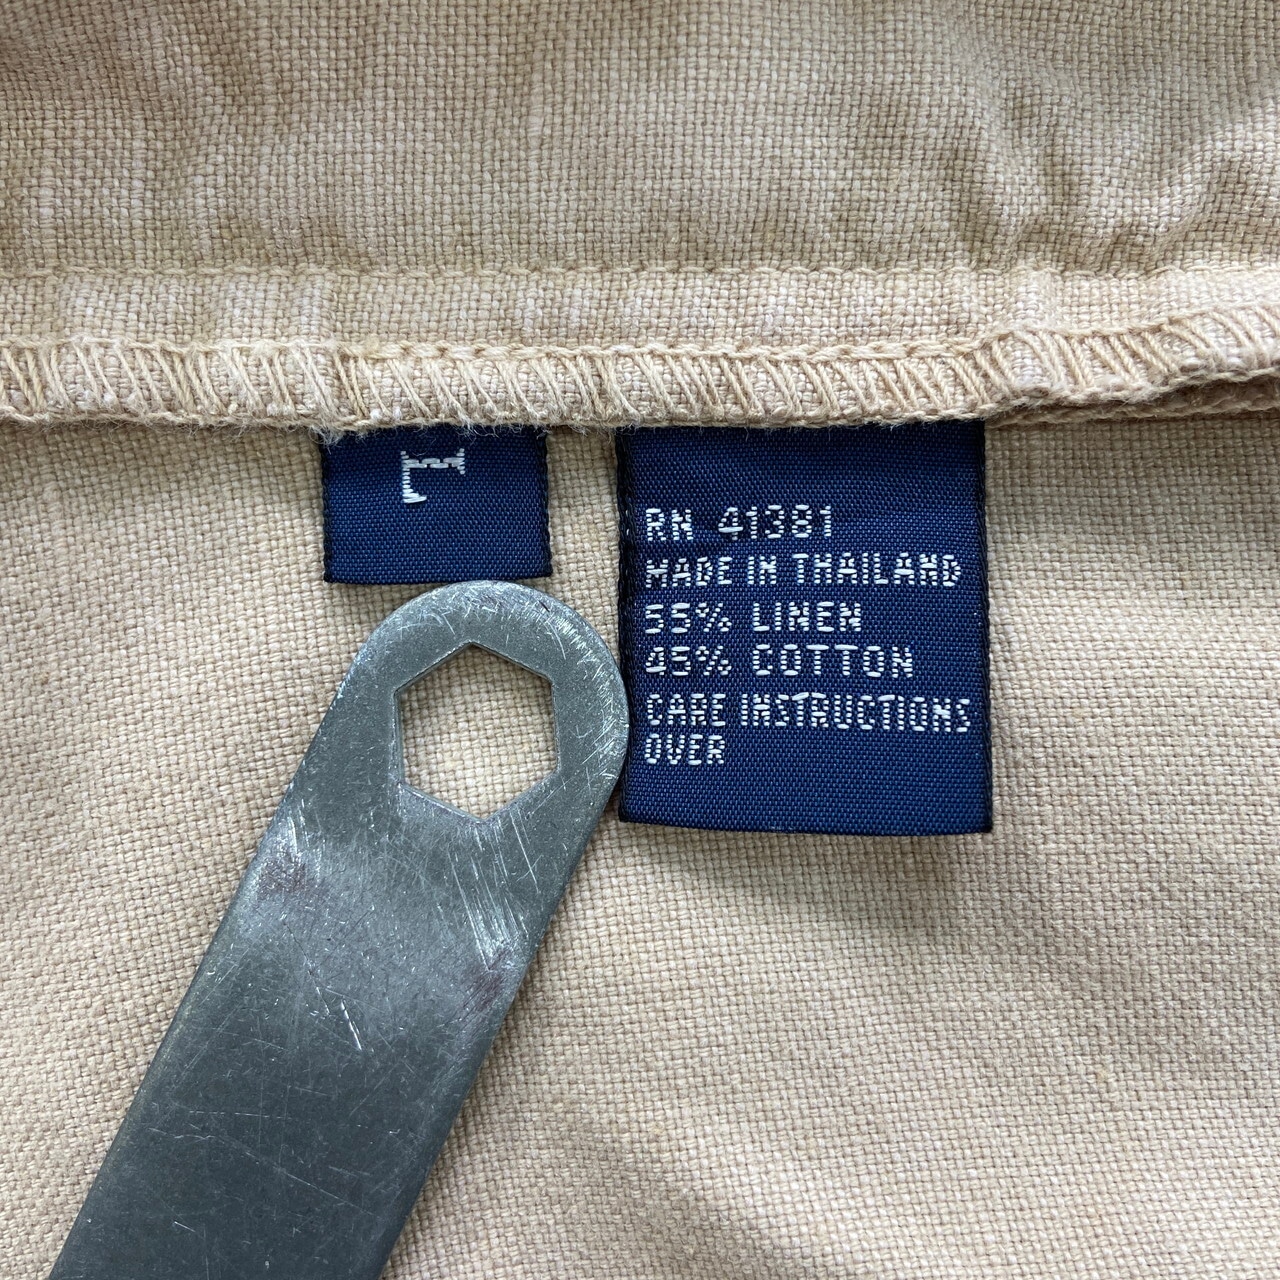 L
RN 41381
MADE IN THAILAND
55% LINEN
45% COTTON
CARE INSTRUCTIONS
OVER